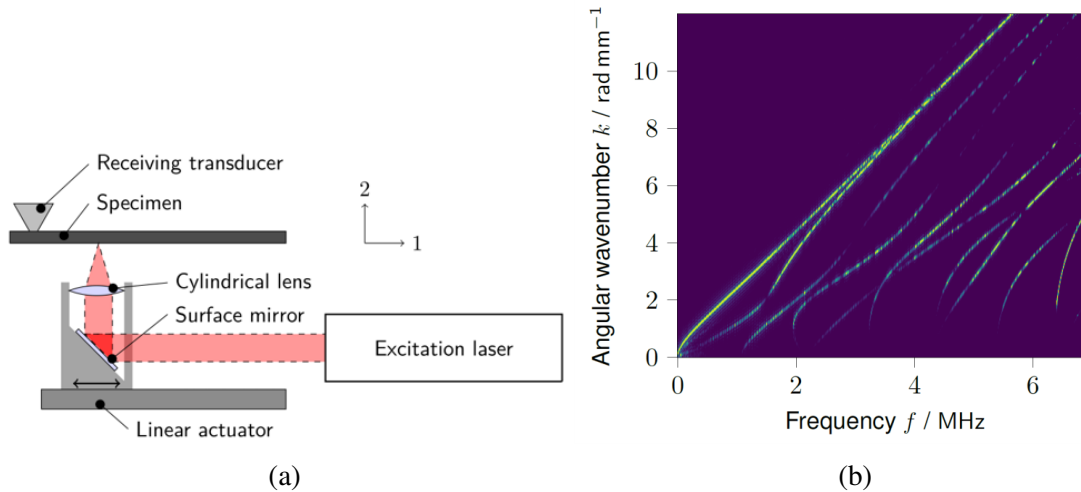 Receiving transducer
Specimen
2
1
Cylindrical lens
Surface mirror
Excitation laser
Linear actuator
(a)
Angular wavenumber k / rad mm⁻¹
10
8
6
4
2
0
0 2 4 6
Frequency f / MHz
(b)